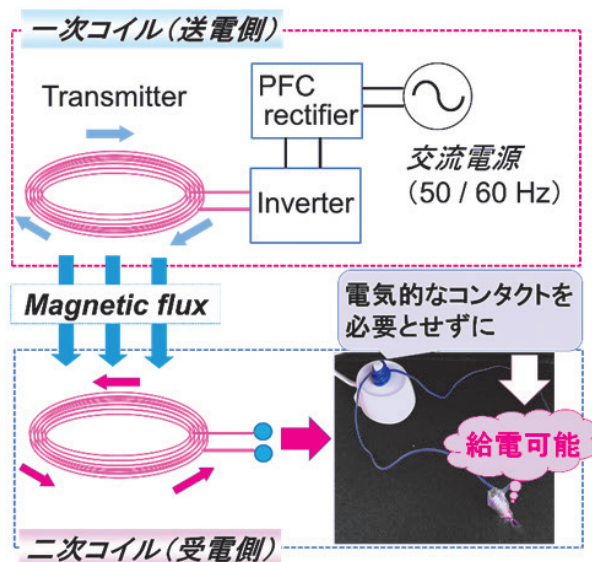 一次コイル(送電側)
Transmitter
PFC
rectifier
Inverter
交流電源
(50 / 60 Hz)
Magnetic flux
電気的なコンタクトを
必要とせずに
給電可能
二次コイル(受電側)